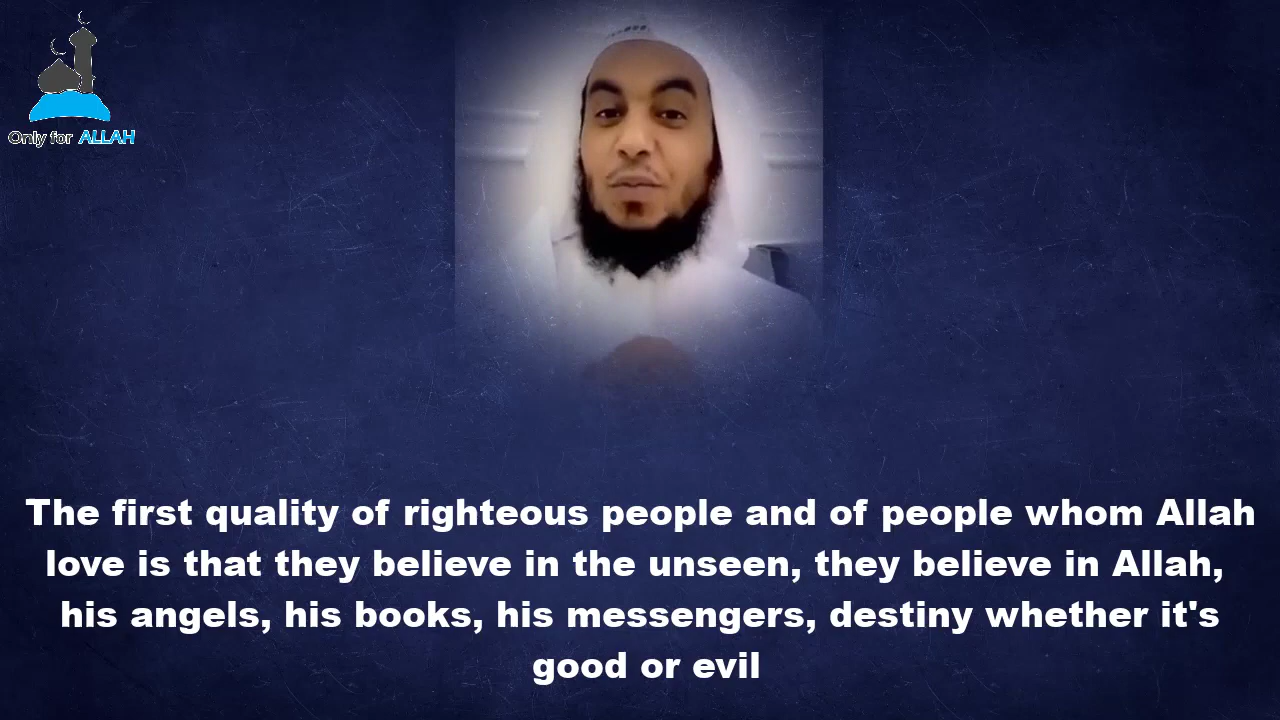 Only for ALLAH
The first quality of righteous people and of people whom Allah
love is that they believe in the unseen, they believe in Allah,
his angels, his books, his messengers, destiny whether it's
good or evil